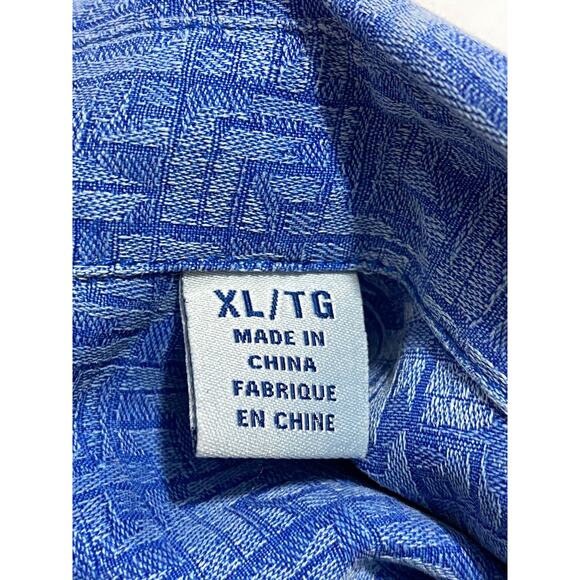 XL/TG
MADE IN
CHINA
FABRIQUE
EN CHINE